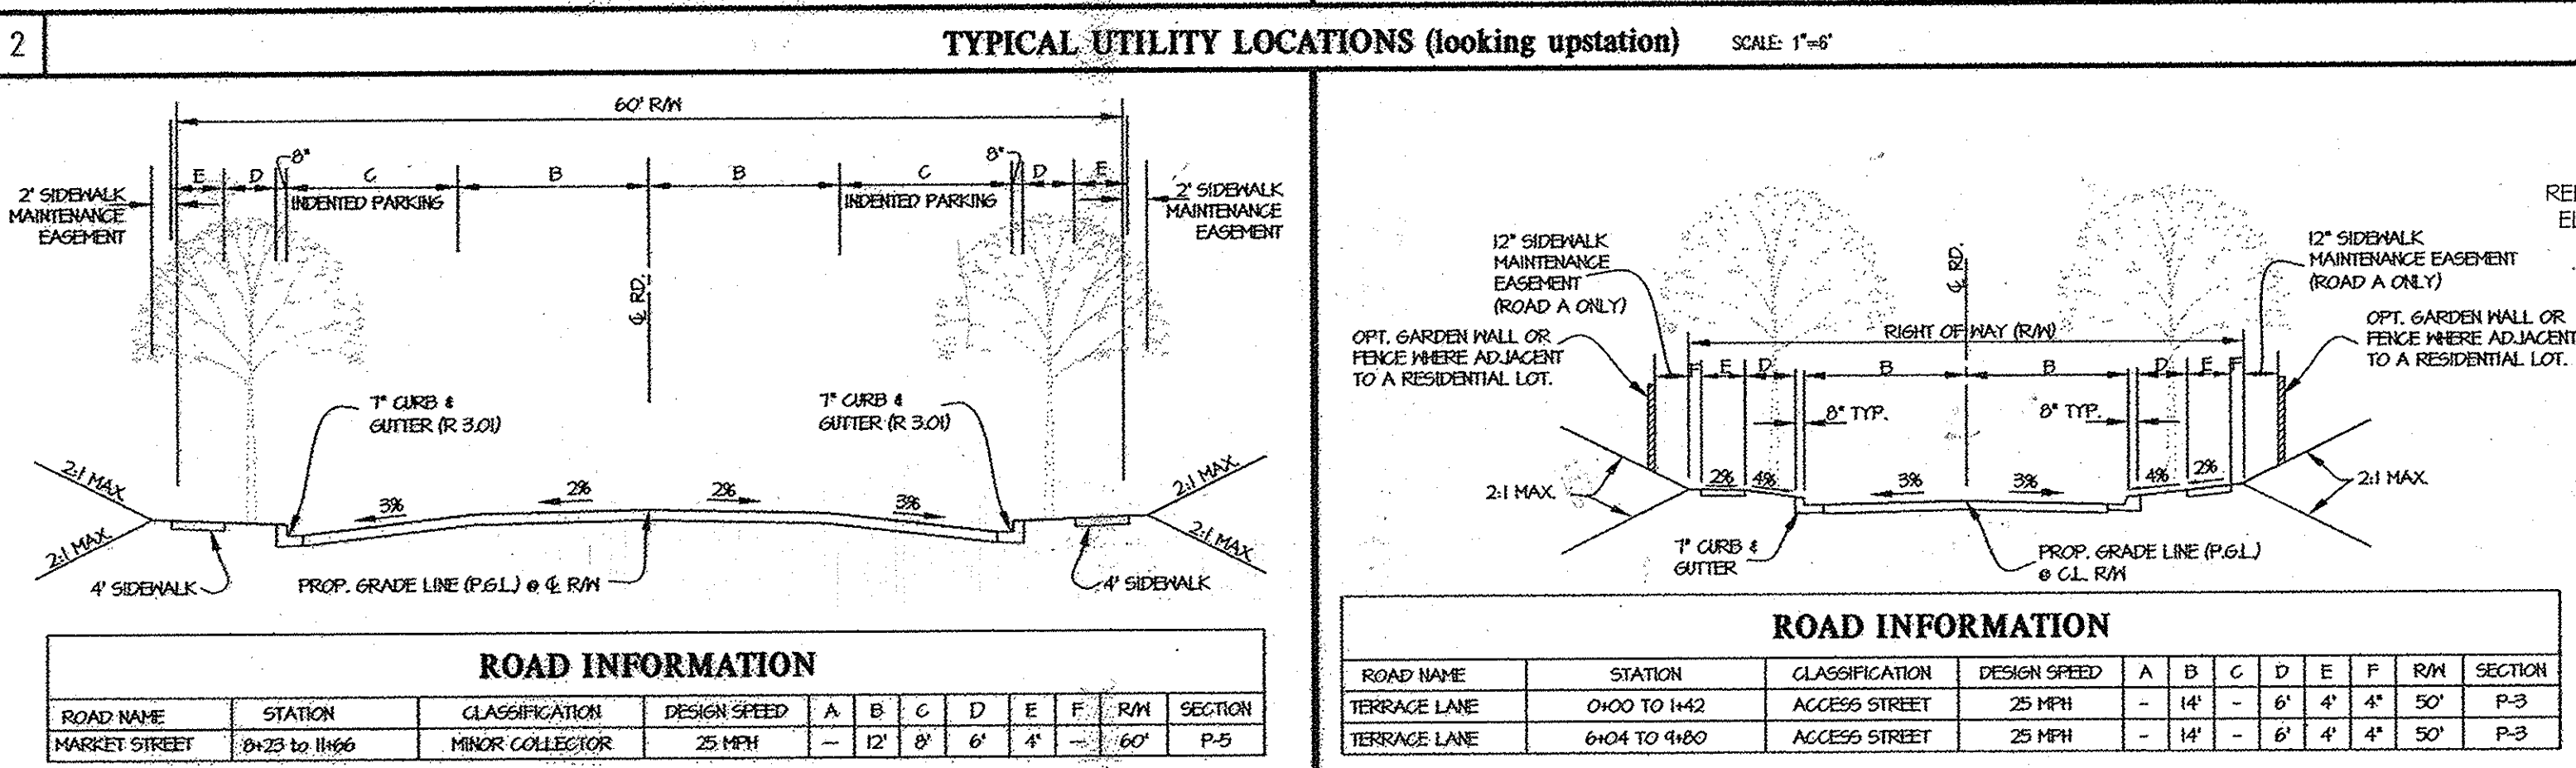 2
TYPICAL UTILITY LOCATIONS (looking upstation) SCALE: 1"=6'
60' R/W
8"
8"
E D C B B C D E
2' SIDEWALK
MAINTENANCE
EASEMENT
INDENTED PARKING
INDENTED PARKING
2' SIDEWALK
MAINTENANCE
EASEMENT
℄ RD.
7" CURB &
GUTTER (R 3.01)
7" CURB &
GUTTER (R 3.01)
2:1 MAX.
2:1 MAX.
3%
2%
2%
3%
2:1 MAX.
2:1 MAX.
4' SIDEWALK
PROP. GRADE LINE (P.G.L.) @ ℄ R/W
4' SIDEWALK
ROAD INFORMATION
ROAD NAME STATION CLASSIFICATION DESIGN SPEED A B C D E F R/W SECTION
MARKET STREET 8+23 to 11+66 MINOR COLLECTOR 25 MPH — 12' 8' 6' 4' — 60' P-5
12" SIDEWALK
MAINTENANCE
EASEMENT
(ROAD A ONLY)
OPT. GARDEN WALL OR
FENCE WHERE ADJACENT
TO A RESIDENTIAL LOT.
℄ RD.
RIGHT OF WAY (R/W)
12" SIDEWALK
MAINTENANCE EASEMENT
(ROAD A ONLY)
OPT. GARDEN WALL OR
FENCE WHERE ADJACENT
TO A RESIDENTIAL LOT.
F E D B B D E F
8" TYP.
8" TYP.
2:1 MAX.
2%
4%
3%
3%
4%
2%
2:1 MAX.
7" CURB &
GUTTER
PROP. GRADE LINE (P.G.L.)
@ C.L. R/W
ROAD INFORMATION
ROAD NAME STATION CLASSIFICATION DESIGN SPEED A B C D E F R/W SECTION
TERRACE LANE 0+00 TO 1+42 ACCESS STREET 25 MPH - 14' - 6' 4' 4" 50' P-3
TERRACE LANE 6+04 TO 9+80 ACCESS STREET 25 MPH - 14' - 6' 4' 4" 50' P-3